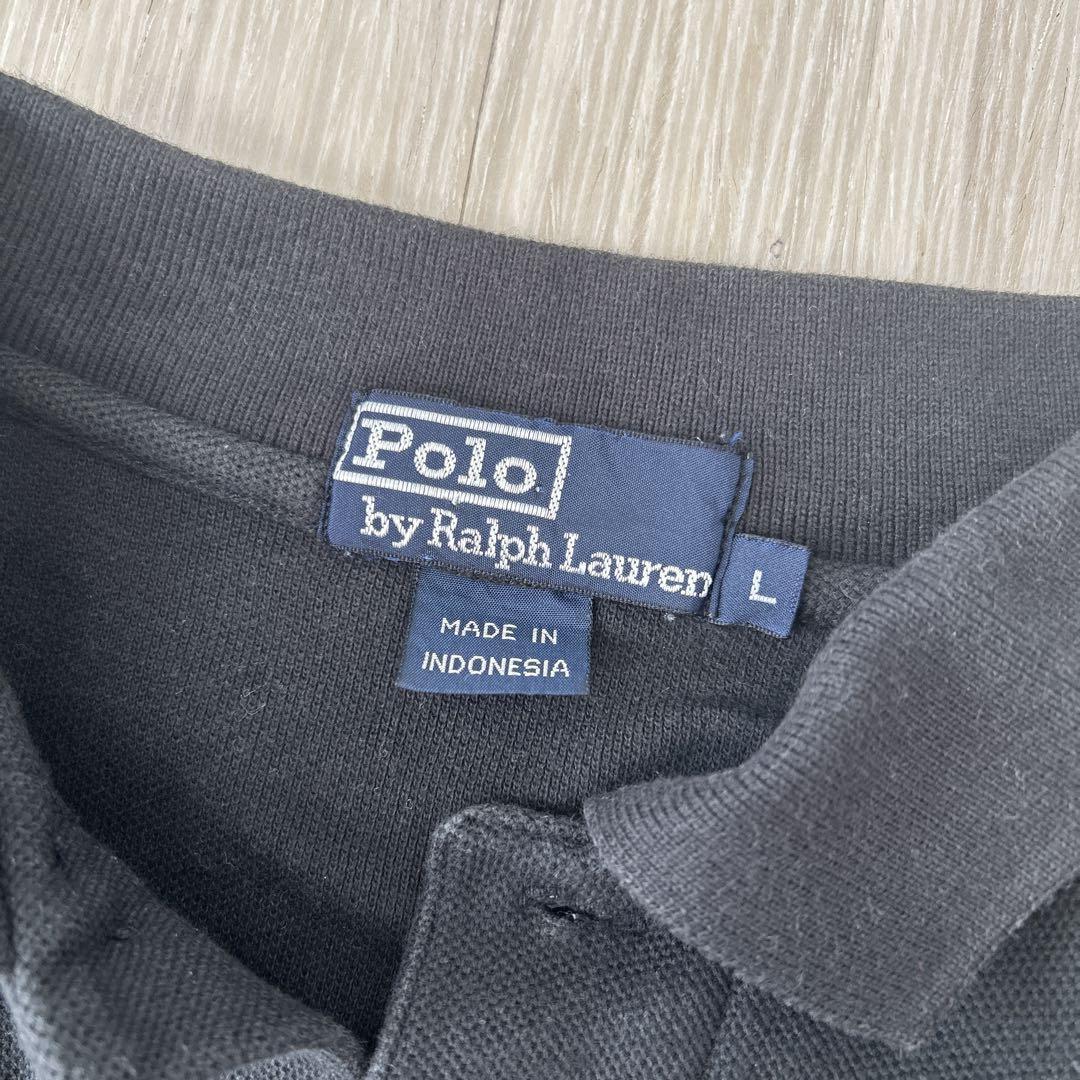 Polo
by Ralph Lauren
L
MADE IN
INDONESIA